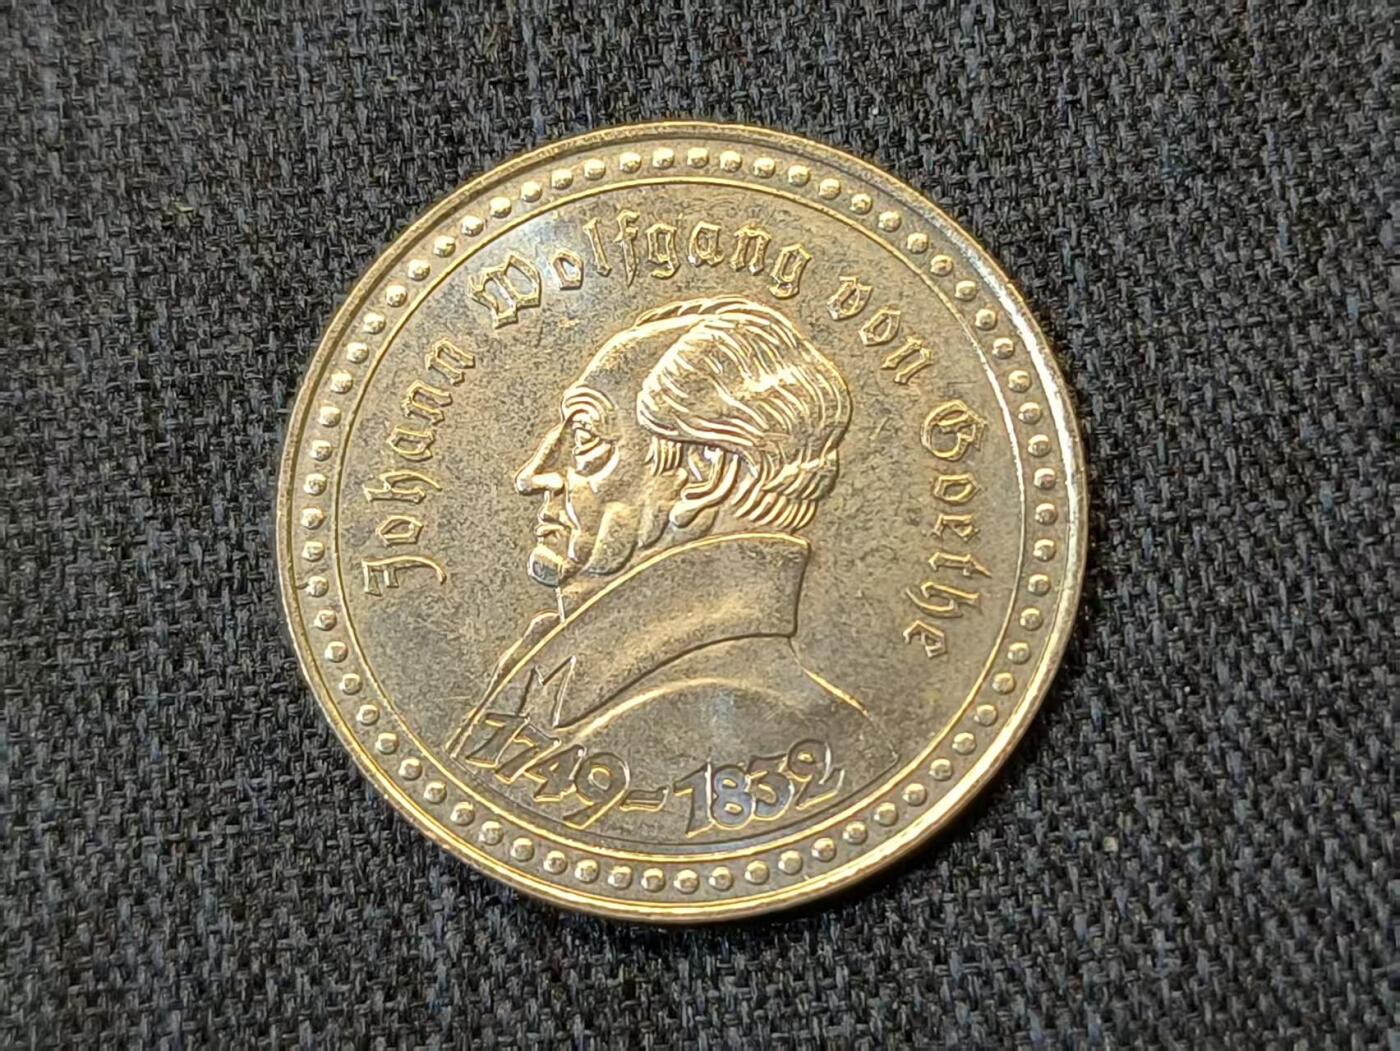 Johann Wolfgang von Goethe
M
1749-1832